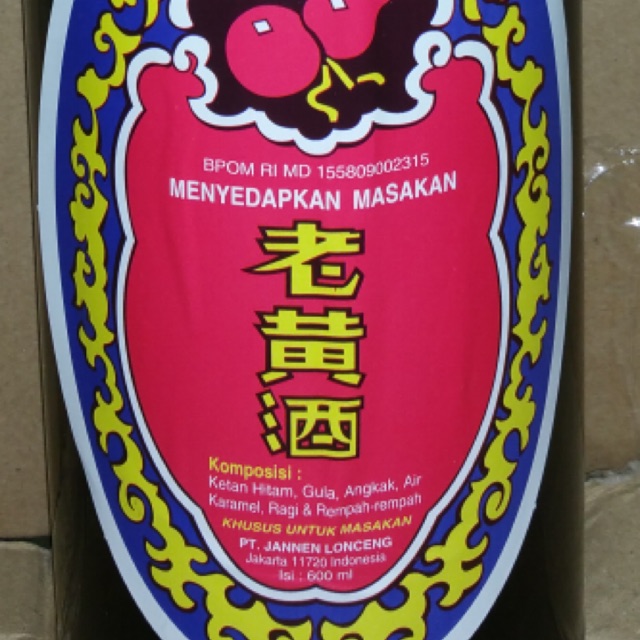 BPOM RI MD 155809002315
MENYEDAPKAN MASAKAN
老
黄
酒
Komposisi :
Ketan Hitam, Gula, Angkak, Air
Karamel, Ragi & Rempah-rempah
KHUSUS UNTUK MASAKAN
PT. JANNEN LONCENG
Jakarta 11720 Indonesia
Isi : 600 ml